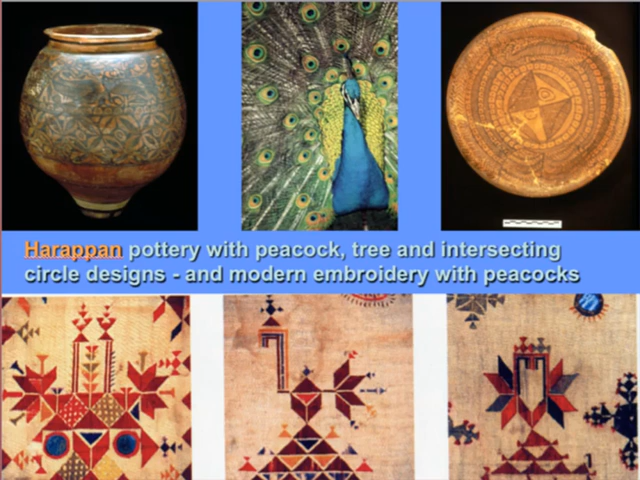 Harappan pottery with peacock, tree and intersecting
circle designs - and modern embroidery with peacocks